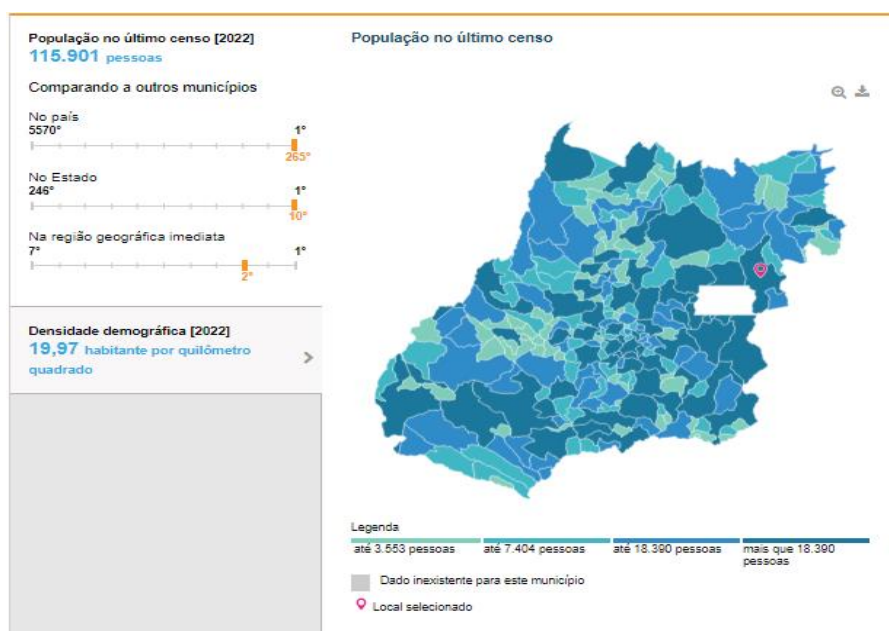 População no último censo [2022]
115.901 pessoas
Comparando a outros municípios
No país
5570° 1°
265°
No Estado
246° 1°
10°
Na região geográfica imediata
7° 1°
2°
Densidade demográfica [2022]
19,97 habitante por quilômetro
quadrado
População no último censo
Legenda
até 3.553 pessoas
até 7.404 pessoas
até 18.390 pessoas
mais que 18.390
pessoas
Dado inexistente para este município
Local selecionado